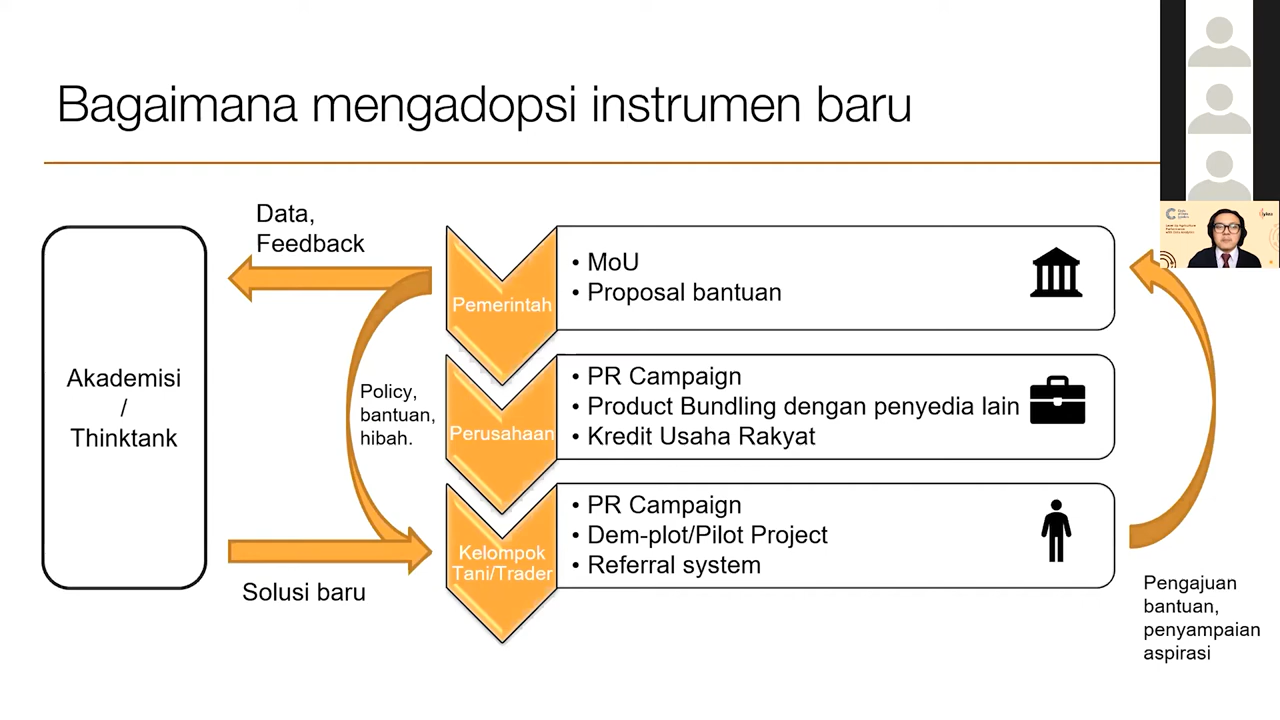 Bagaimana mengadopsi instrumen baru
Data,
Feedback
Akademisi
/
Thinktank
Policy,
bantuan,
hibah.
Solusi baru
Pemerintah
• MoU
• Proposal bantuan
Perusahaan
• PR Campaign
• Product Bundling dengan penyedia lain
• Kredit Usaha Rakyat
Kelompok
Tani/Trader
• PR Campaign
• Dem-plot/Pilot Project
• Referral system
Pengajuan
bantuan,
penyampaian
aspirasi